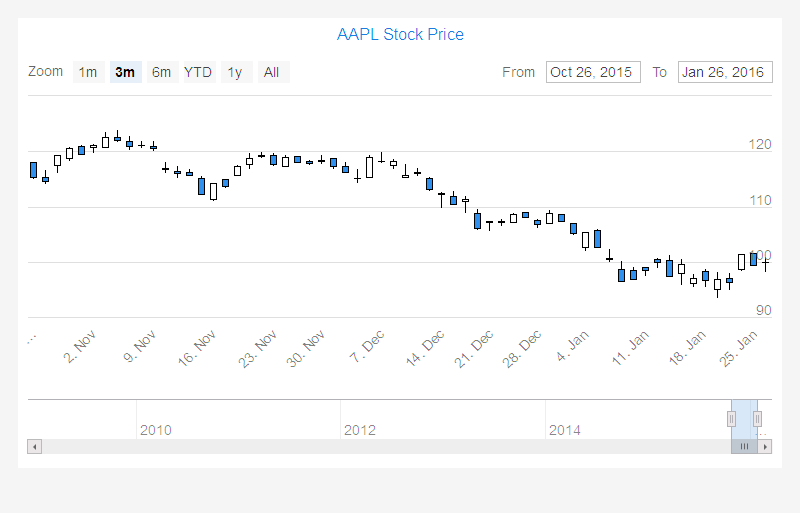 AAPL Stock Price
Zoom 1m 3m 6m YTD 1y All From Oct 26, 2015 To Jan 26, 2016
120
110
100
90
... 2. Nov 9. Nov 16. Nov 23. Nov 30. Nov 7. Dec 14. Dec 21. Dec 28. Dec 4. Jan 11. Jan 18. Jan 25. Jan
2010 2012 2014 ...